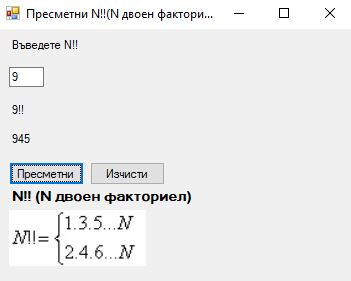 Пресметни N!!(N двоен факториел...
Въведете N!!
9
9!!
945
Пресметни Изчисти
N!! (N двоен факториел)
N!!= {1.3.5...N
2.4.6...N